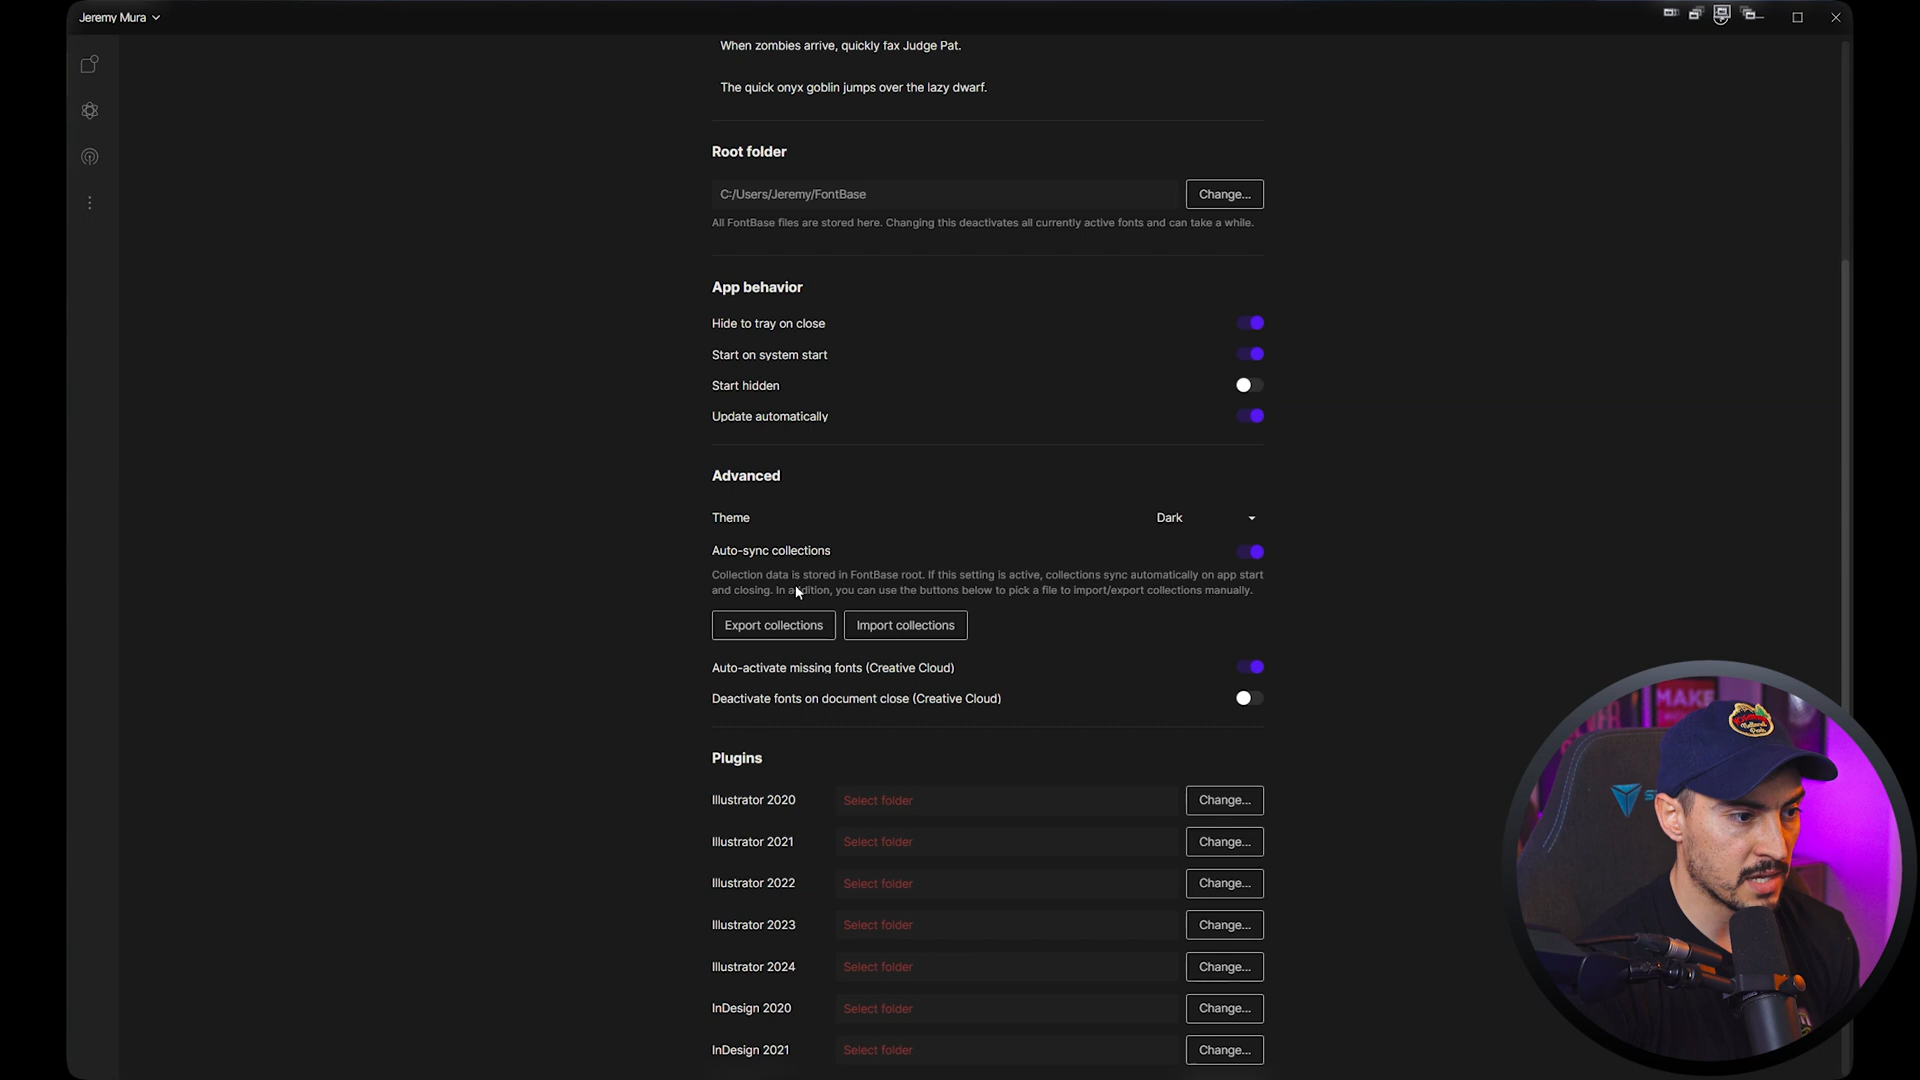 Jeremy Mura
When zombies arrive, quickly fax Judge Pat.
The quick onyx goblin jumps over the lazy dwarf.
Root folder
C:/Users/Jeremy/FontBase
Change...
All FontBase files are stored here. Changing this deactivates all currently active fonts and can take a while.
App behavior
Hide to tray on close
Start on system start
Start hidden
Update automatically
Advanced
Theme
Dark
Auto-sync collections
Collection data is stored in FontBase root. If this setting is active, collections sync automatically on app start
and closing. In addition, you can use the buttons below to pick a file to import/export collections manually.
Export collections
Import collections
Auto-activate missing fonts (Creative Cloud)
Deactivate fonts on document close (Creative Cloud)
Plugins
Illustrator 2020
Select folder
Change...
Illustrator 2021
Select folder
Change...
Illustrator 2022
Select folder
Change...
Illustrator 2023
Select folder
Change...
Illustrator 2024
Select folder
Change...
InDesign 2020
Select folder
Change...
InDesign 2021
Select folder
Change...
MAKE